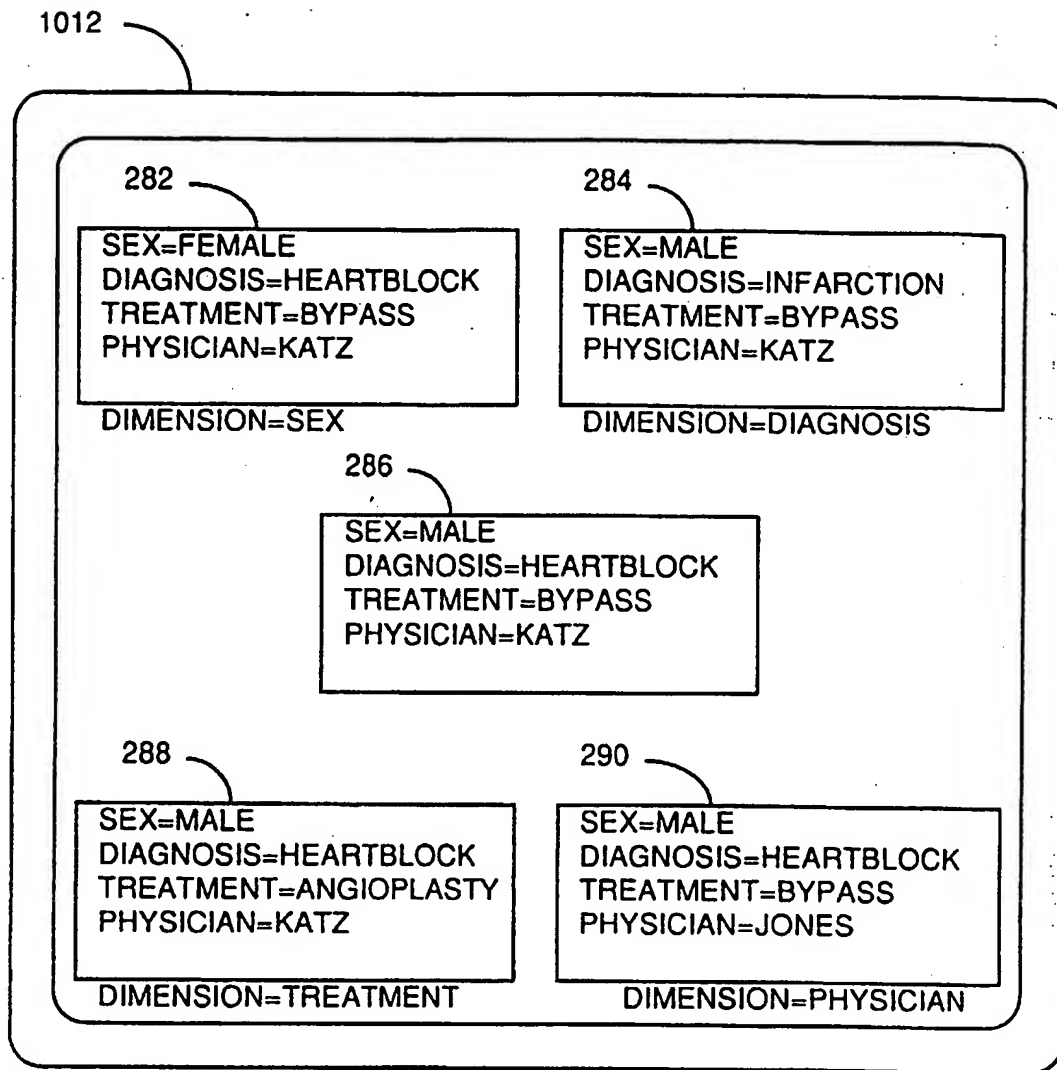 1012
282
SEX=FEMALE
DIAGNOSIS=HEARTBLOCK
TREATMENT=BYPASS
PHYSICIAN=KATZ
DIMENSION=SEX
284
SEX=MALE
DIAGNOSIS=INFARCTION
TREATMENT=BYPASS
PHYSICIAN=KATZ
DIMENSION=DIAGNOSIS
286
SEX=MALE
DIAGNOSIS=HEARTBLOCK
TREATMENT=BYPASS
PHYSICIAN=KATZ
288
SEX=MALE
DIAGNOSIS=HEARTBLOCK
TREATMENT=ANGIOPLASTY
PHYSICIAN=KATZ
DIMENSION=TREATMENT
290
SEX=MALE
DIAGNOSIS=HEARTBLOCK
TREATMENT=BYPASS
PHYSICIAN=JONES
DIMENSION=PHYSICIAN